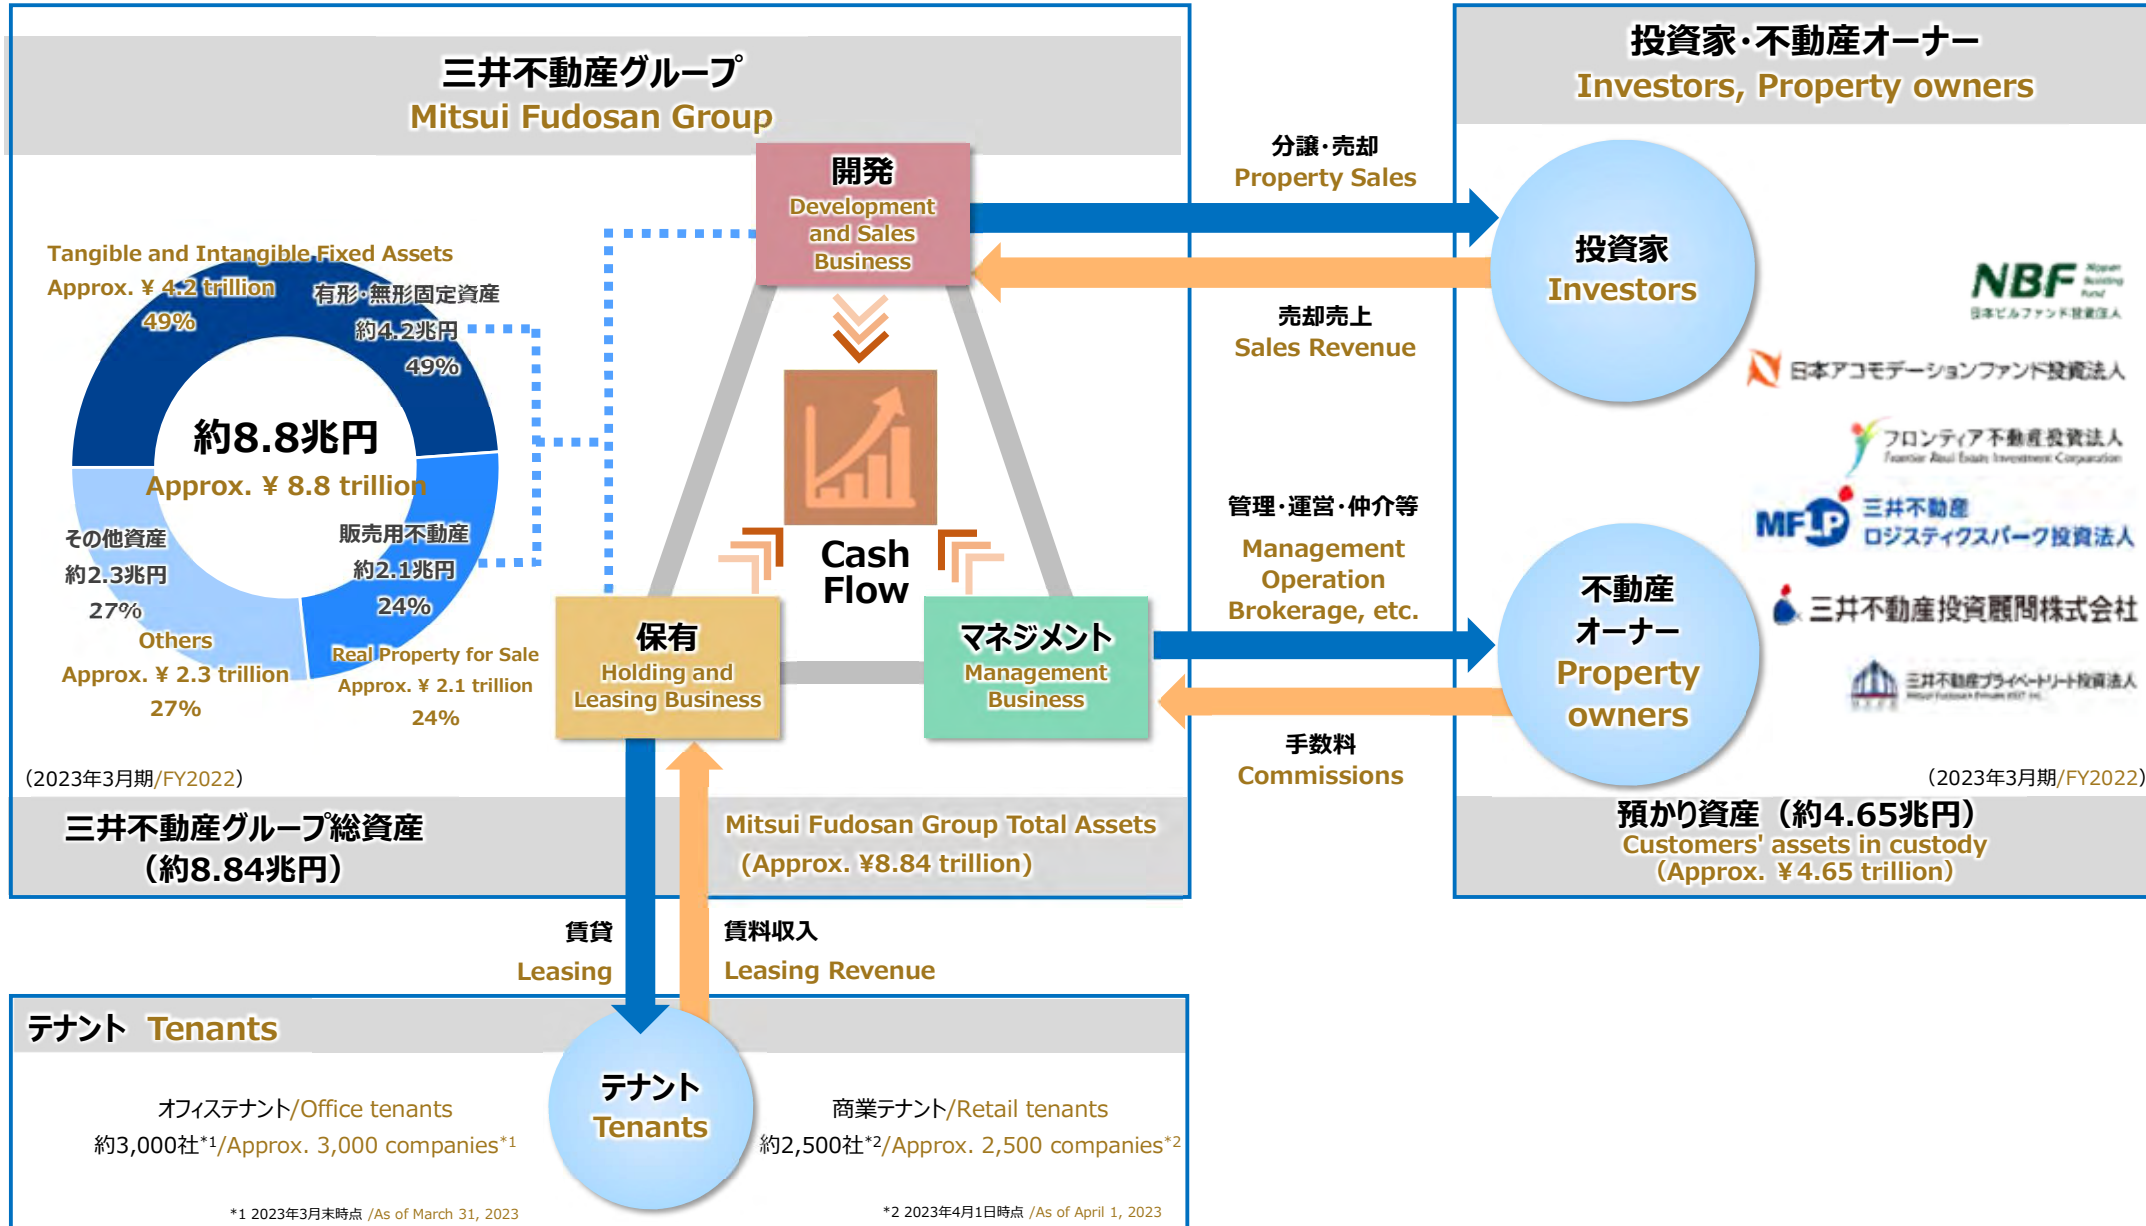 三井不動産グループ
Mitsui Fudosan Group
開発
Development
and Sales
Business
Tangible and Intangible Fixed Assets
Approx. ¥ 4.2 trillion
49%
有形・無形固定資産
約4.2兆円
49%
約8.8兆円
Approx. ¥ 8.8 trillion
その他資産
約2.3兆円
27%
Others
Approx. ¥ 2.3 trillion
27%
販売用不動産
約2.1兆円
24%
Real Property for Sale
Approx. ¥ 2.1 trillion
24%
Cash
Flow
保有
Holding and
Leasing Business
マネジメント
Management
Business
(2023年3月期/FY2022)
三井不動産グループ総資産
(約8.84兆円)
Mitsui Fudosan Group Total Assets
(Approx. ¥8.84 trillion)
分譲・売却
Property Sales
売却売上
Sales Revenue
管理・運営・仲介等
Management
Operation
Brokerage, etc.
手数料
Commissions
投資家・不動産オーナー
Investors, Property owners
投資家
Investors
NBF Nippon Building Fund
日本ビルファンド投資法人
日本アコモデーションファンド投資法人
フロンティア不動産投資法人
Frontier Real Estate Investment Corporation
MFLP 三井不動産
ロジスティクスパーク投資法人
三井不動産投資顧問株式会社
三井不動産プライベートリート投資法人
不動産
オーナー
Property
owners
(2023年3月期/FY2022)
預かり資産（約4.65兆円）
Customers' assets in custody
(Approx. ¥4.65 trillion)
賃貸
Leasing
賃料収入
Leasing Revenue
テナント Tenants
テナント
Tenants
オフィステナント/Office tenants
約3,000社*1/Approx. 3,000 companies*1
商業テナント/Retail tenants
約2,500社*2/Approx. 2,500 companies*2
*1 2023年3月末時点 /As of March 31, 2023
*2 2023年4月1日時点 /As of April 1, 2023